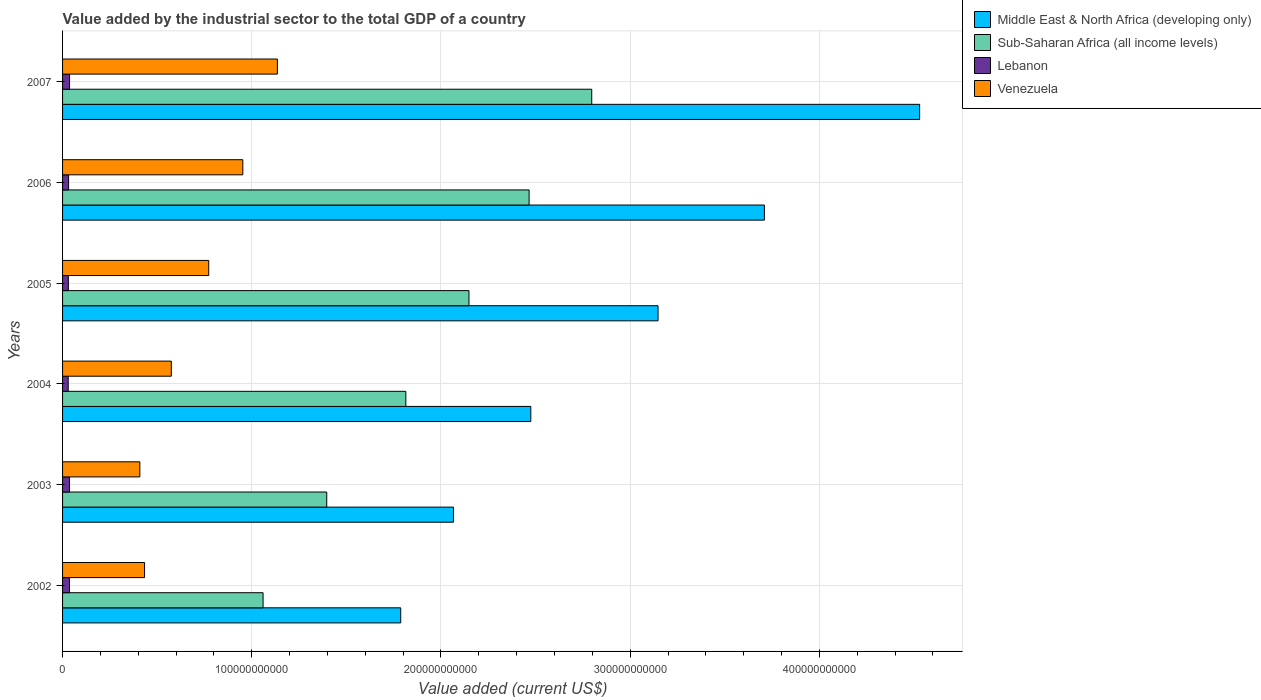 Value added by the industrial sector to the total GDP of a country
Middle East & North Africa (developing only)
Sub-Saharan Africa (all income levels)
Lebanon
Venezuela
2007
2006
2005
2004
2003
2002
Years
0
100000000000
200000000000
300000000000
400000000000
Value added (current US$)